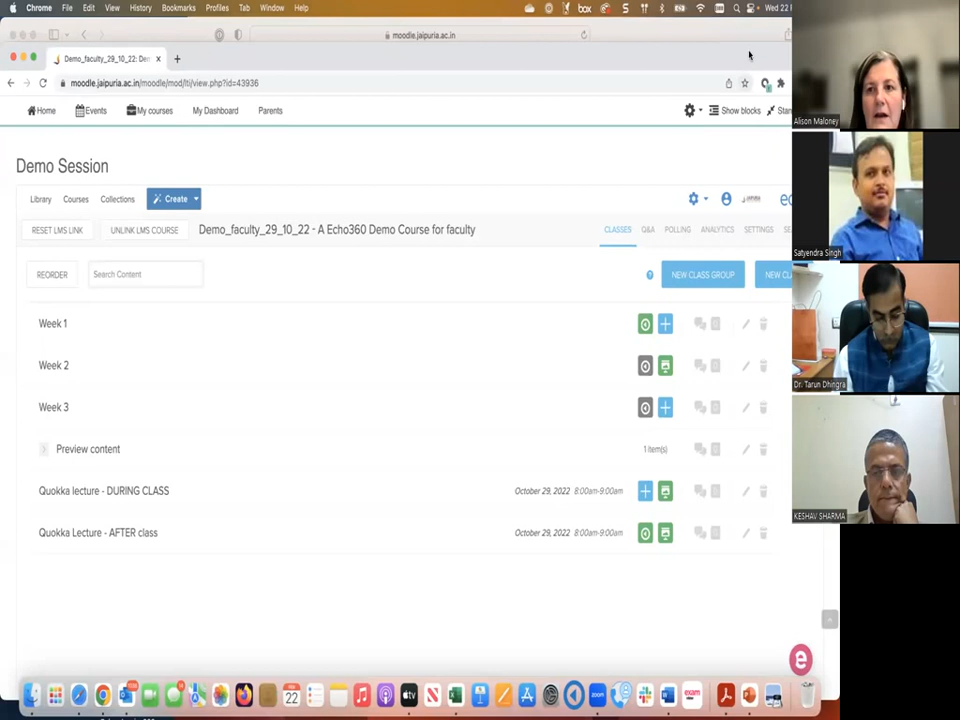 Chrome File Edit View History Bookmarks Profiles Tab Window Help box Wed 22 F
moodle.jaipuria.ac.in
Demo_faculty_29_10_22: Dem
moodle.jaipuria.ac.in/moodle/mod/lti/view.php?id=43936
Home Events My courses My Dashboard Parents Show blocks
Alison Maloney
Demo Session
Library Courses Collections Create
RESET LMS LINK UNLINK LMS COURSE Demo_faculty_29_10_22 - A Echo360 Demo Course for faculty CLASSES Q&A POLLING ANALYTICS SETTINGS
Satyendra Singh
REORDER Search Content NEW CLASS GROUP NEW CL
Week 1
Week 2
Dr. Tarun Dhingra
Week 3
Preview content 1 item(s)
Quokka lecture - DURING CLASS October 29, 2022 8:00am-9:00am
KESHAV SHARMA
Quokka Lecture - AFTER class October 29, 2022 8:00am-9:00am